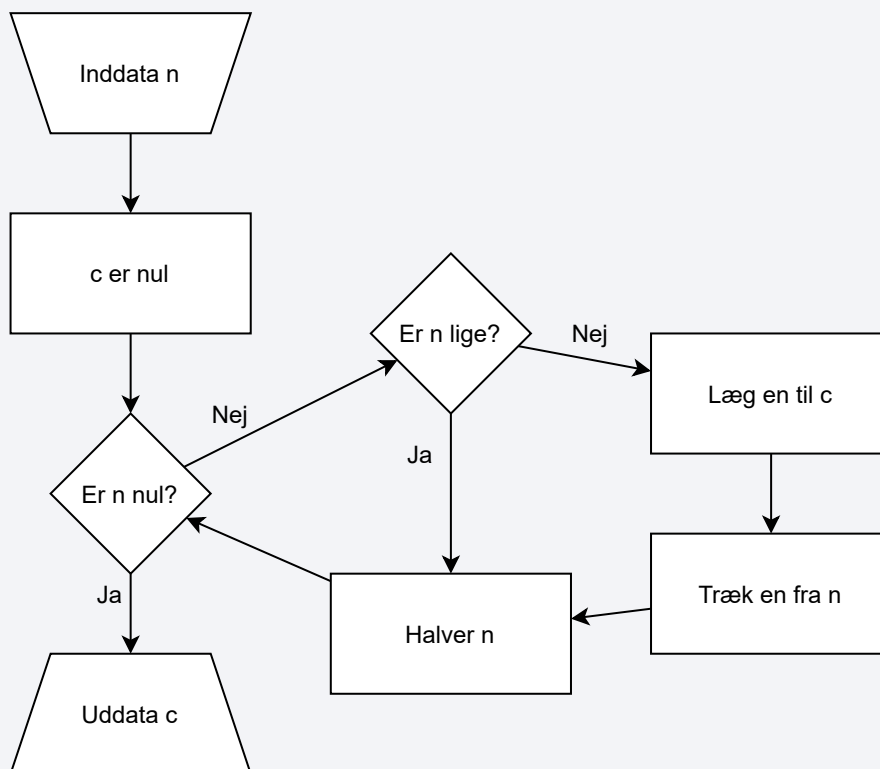 Inddata n
c er nul
Er n lige?
Nej
Læg en til c
Nej
Ja
Er n nul?
Træk en fra n
Ja
Halver n
Uddata c